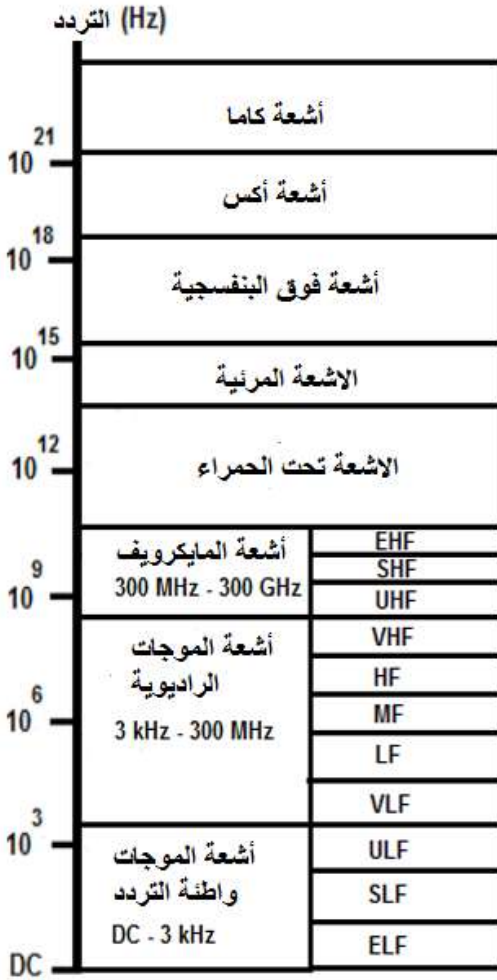 التردد (Hz)
أشعة كاما
10 21
أشعة أكس
10 18
أشعة فوق البنفسجية
10 15
الاشعة المرئية
10 12
الاشعة تحت الحمراء
أشعة المايكرويف
300 MHz - 300 GHz
EHF
SHF
UHF
10 9
أشعة الموجات
الراديوية
3 kHz - 300 MHz
VHF
HF
MF
LF
VLF
10 6
10 3
أشعة الموجات
واطئة التردد
DC - 3 kHz
ULF
SLF
ELF
DC